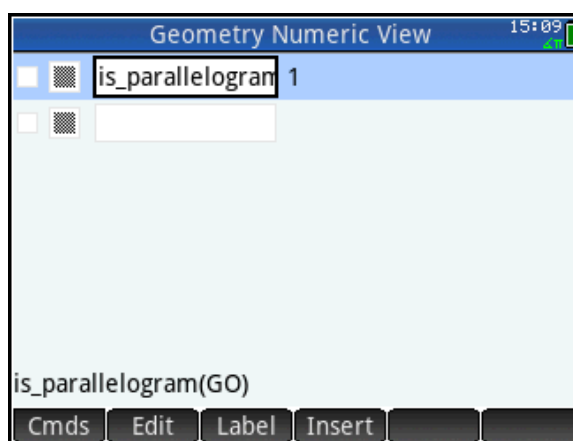 Geometry Numeric View 15:09
∡π
is_parallelogram 1
is_parallelogram(GO)
Cmds Edit Label Insert